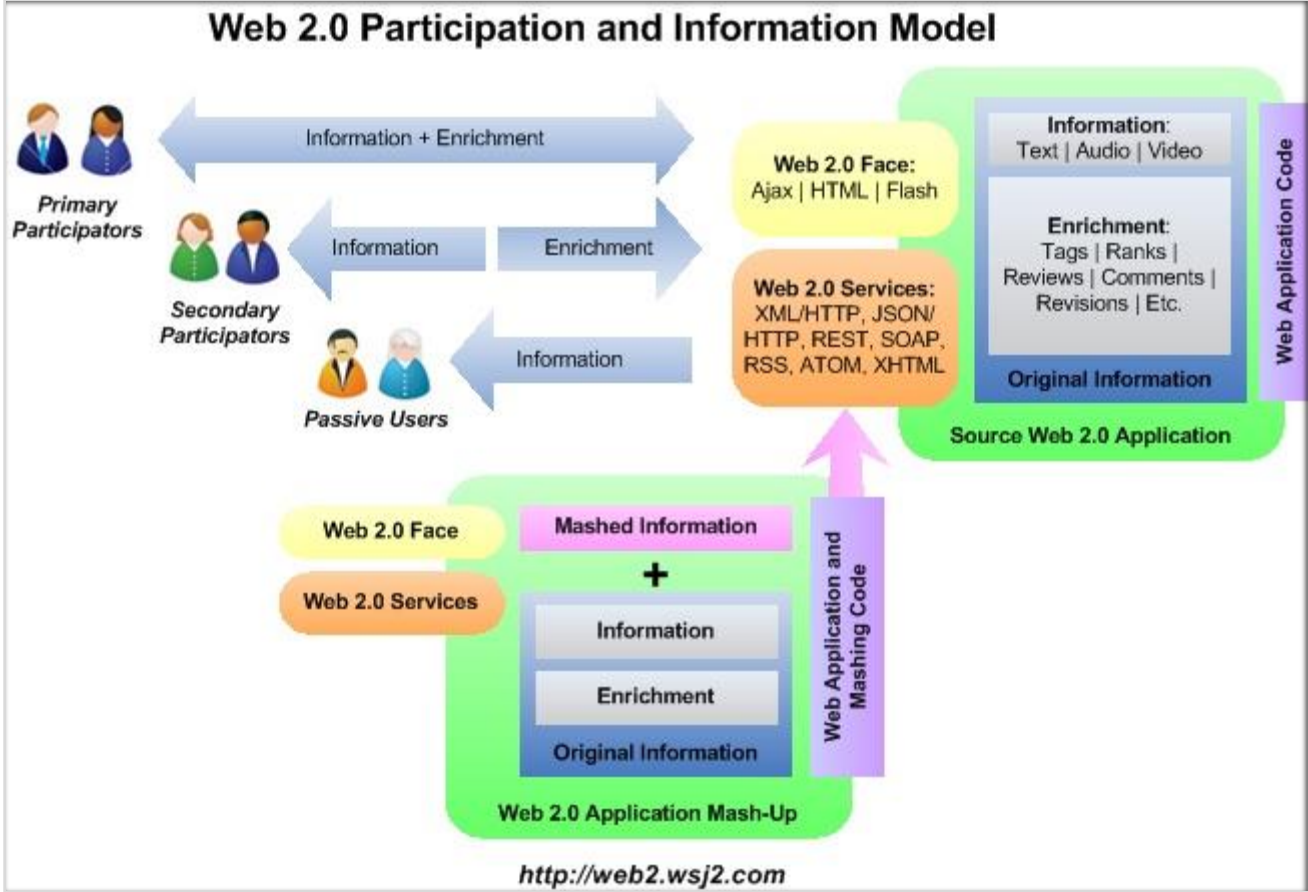 Web 2.0 Participation and Information Model
Information + Enrichment
Primary
Participators
Information
Enrichment
Secondary
Participators
Information
Passive Users
Web 2.0 Face:
Ajax | HTML | Flash
Web 2.0 Services:
XML/HTTP, JSON/
HTTP, REST, SOAP,
RSS, ATOM, XHTML
Information:
Text | Audio | Video
Enrichment:
Tags | Ranks |
Reviews | Comments |
Revisions | Etc.
Original Information
Source Web 2.0 Application
Web Application Code
Web 2.0 Face
Web 2.0 Services
Mashed Information
+
Information
Enrichment
Original Information
Web 2.0 Application Mash-Up
Web Application and
Mashing Code
http://web2.wsj2.com